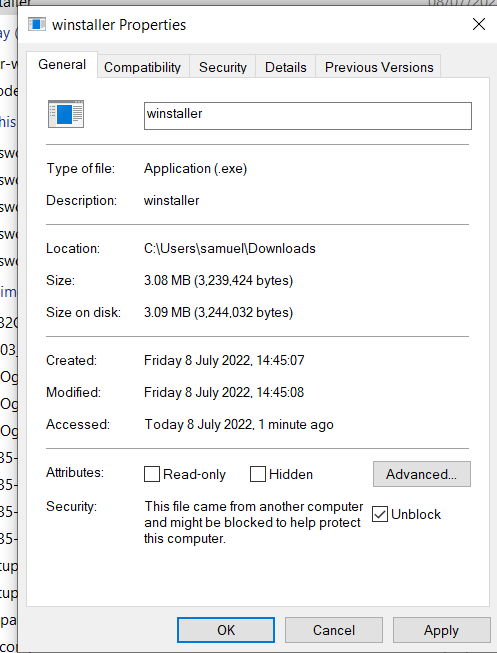 winstaller Properties
General Compatibility Security Details Previous Versions
winstaller
Type of file: Application (.exe)
Description: winstaller
Location: C:\Users\samuel\Downloads
Size: 3.08 MB (3,239,424 bytes)
Size on disk: 3.09 MB (3,244,032 bytes)
Created: Friday 8 July 2022, 14:45:07
Modified: Friday 8 July 2022, 14:45:08
Accessed: Today 8 July 2022, 1 minute ago
Attributes: Read-only Hidden Advanced...
Security: This file came from another computer
and might be blocked to help protect
this computer.
Unblock
OK Cancel Apply